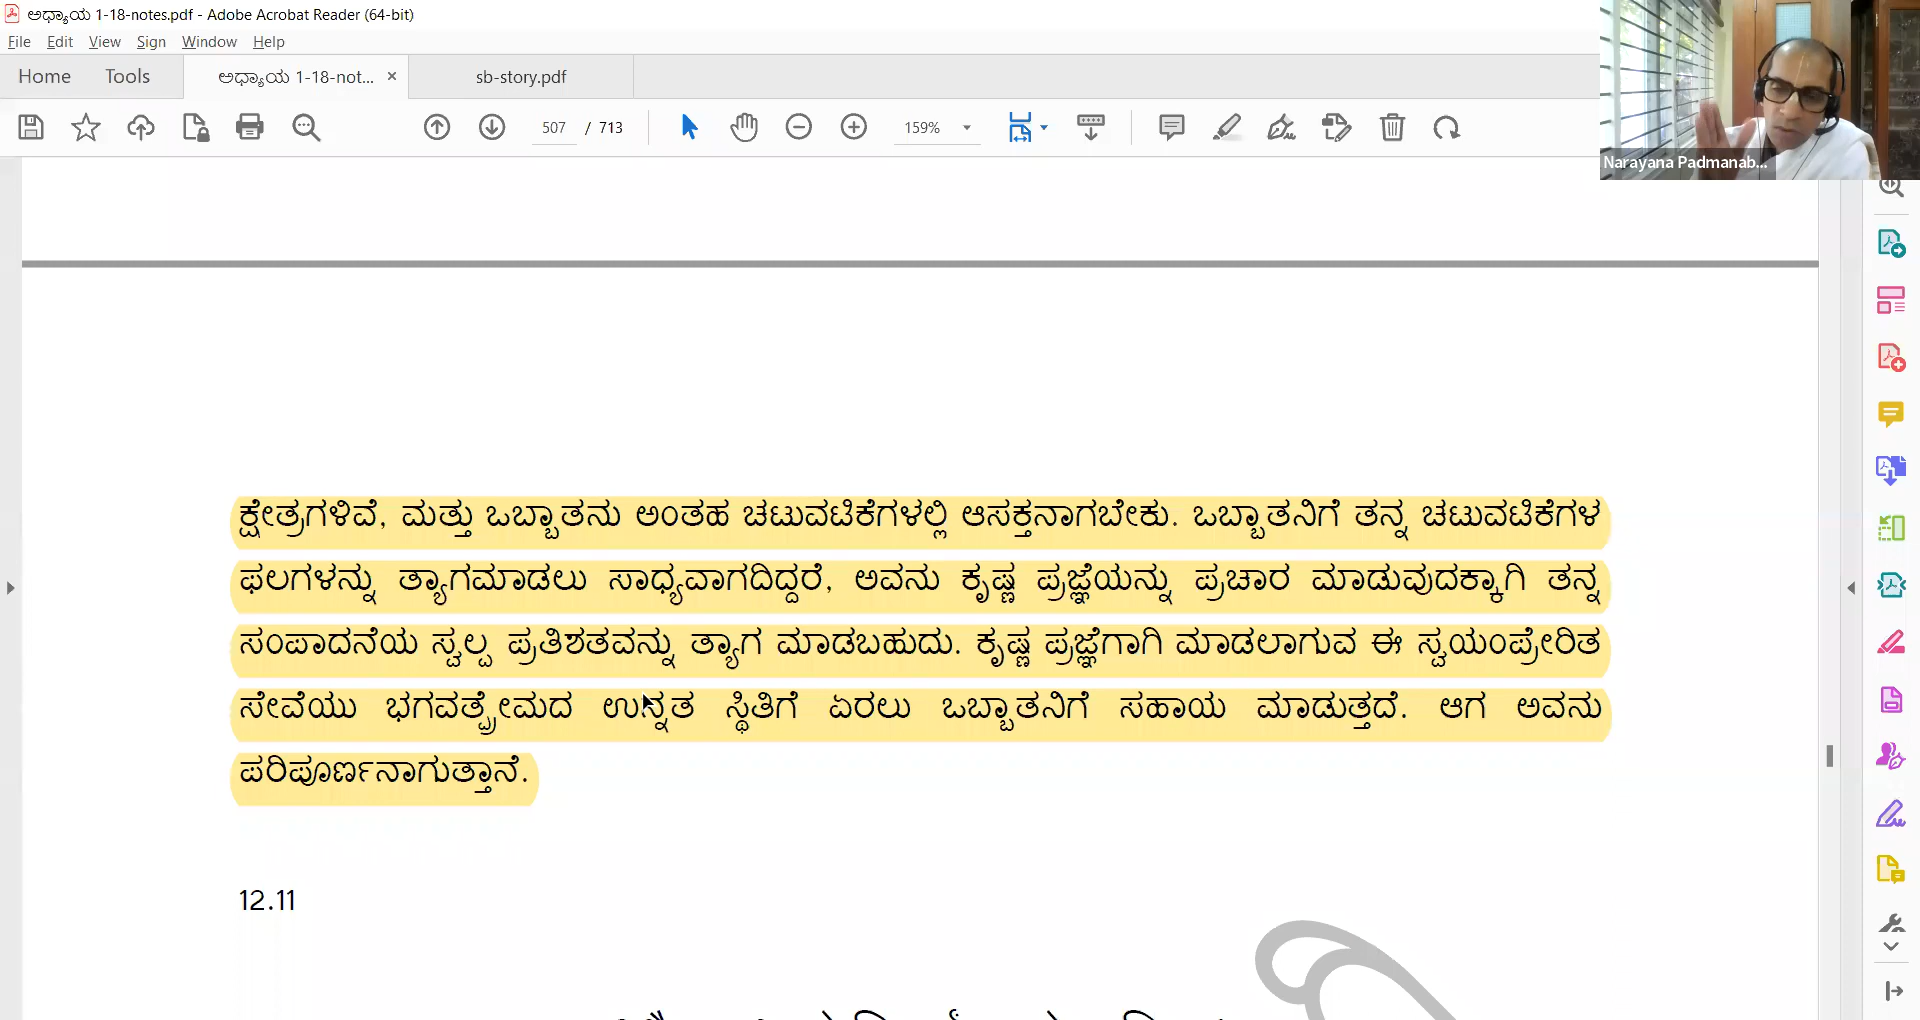 ಅಧ್ಯಾಯ 1-18-notes.pdf - Adobe Acrobat Reader (64-bit)
File Edit View Sign Window Help
Home Tools ಅಧ್ಯಾಯ 1-18-not... × sb-story.pdf
507 / 713 159%
Narayana Padmanab...
ಕ್ಷೇತ್ರಗಳಿವೆ, ಮತ್ತು ಒಬ್ಬಾತನು ಅಂತಹ ಚಟುವಟಿಕೆಗಳಲ್ಲಿ ಆಸಕ್ತನಾಗಬೇಕು. ಒಬ್ಬಾತನಿಗೆ ತನ್ನ ಚಟುವಟಿಕೆಗಳ
ಫಲಗಳನ್ನು ತ್ಯಾಗಮಾಡಲು ಸಾಧ್ಯವಾಗದಿದ್ದರೆ, ಅವನು ಕೃಷ್ಣ ಪ್ರಜ್ಞೆಯನ್ನು ಪ್ರಚಾರ ಮಾಡುವುದಕ್ಕಾಗಿ ತನ್ನ
ಸಂಪಾದನೆಯ ಸ್ವಲ್ಪ ಪ್ರತಿಶತವನ್ನು ತ್ಯಾಗ ಮಾಡಬಹುದು. ಕೃಷ್ಣ ಪ್ರಜ್ಞೆಗಾಗಿ ಮಾಡಲಾಗುವ ಈ ಸ್ವಯಂಪ್ರೇರಿತ
ಸೇವೆಯು ಭಗವತ್ಪ್ರೇಮದ ಉನ್ನತ ಸ್ಥಿತಿಗೆ ಏರಲು ಒಬ್ಬಾತನಿಗೆ ಸಹಾಯ ಮಾಡುತ್ತದೆ. ಆಗ ಅವನು
ಪರಿಪೂರ್ಣನಾಗುತ್ತಾನೆ.
12.11